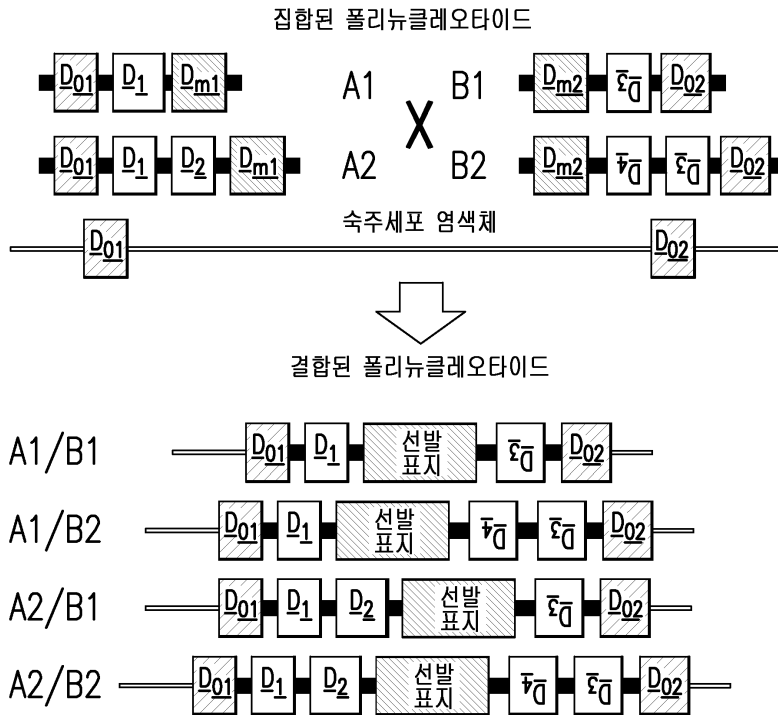 집합된 폴리뉴클레오타이드
D01 D1 Dm1 A1 B1 Dm2 D3 D02
X
D01 D1 D2 Dm1 A2 B2 Dm2 D4 D3 D02
숙주세포 염색체
D01 D02
결합된 폴리뉴클레오타이드
A1/B1 D01 D1 선발 표지 D3 D02
A1/B2 D01 D1 선발 표지 D4 D3 D02
A2/B1 D01 D1 D2 선발 표지 D3 D02
A2/B2 D01 D1 D2 선발 표지 D4 D3 D02